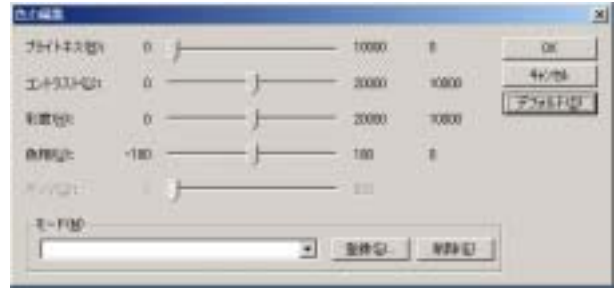 色の編集
ブライトネス(B): 0 10000 0
コントラスト(C): 0 20000 10000
彩度(S): 0 20000 10000
色相(U): -180 180 0
OK
キャンセル
デフォルト(D)
モード(M)
登録(E)...
削除(L)